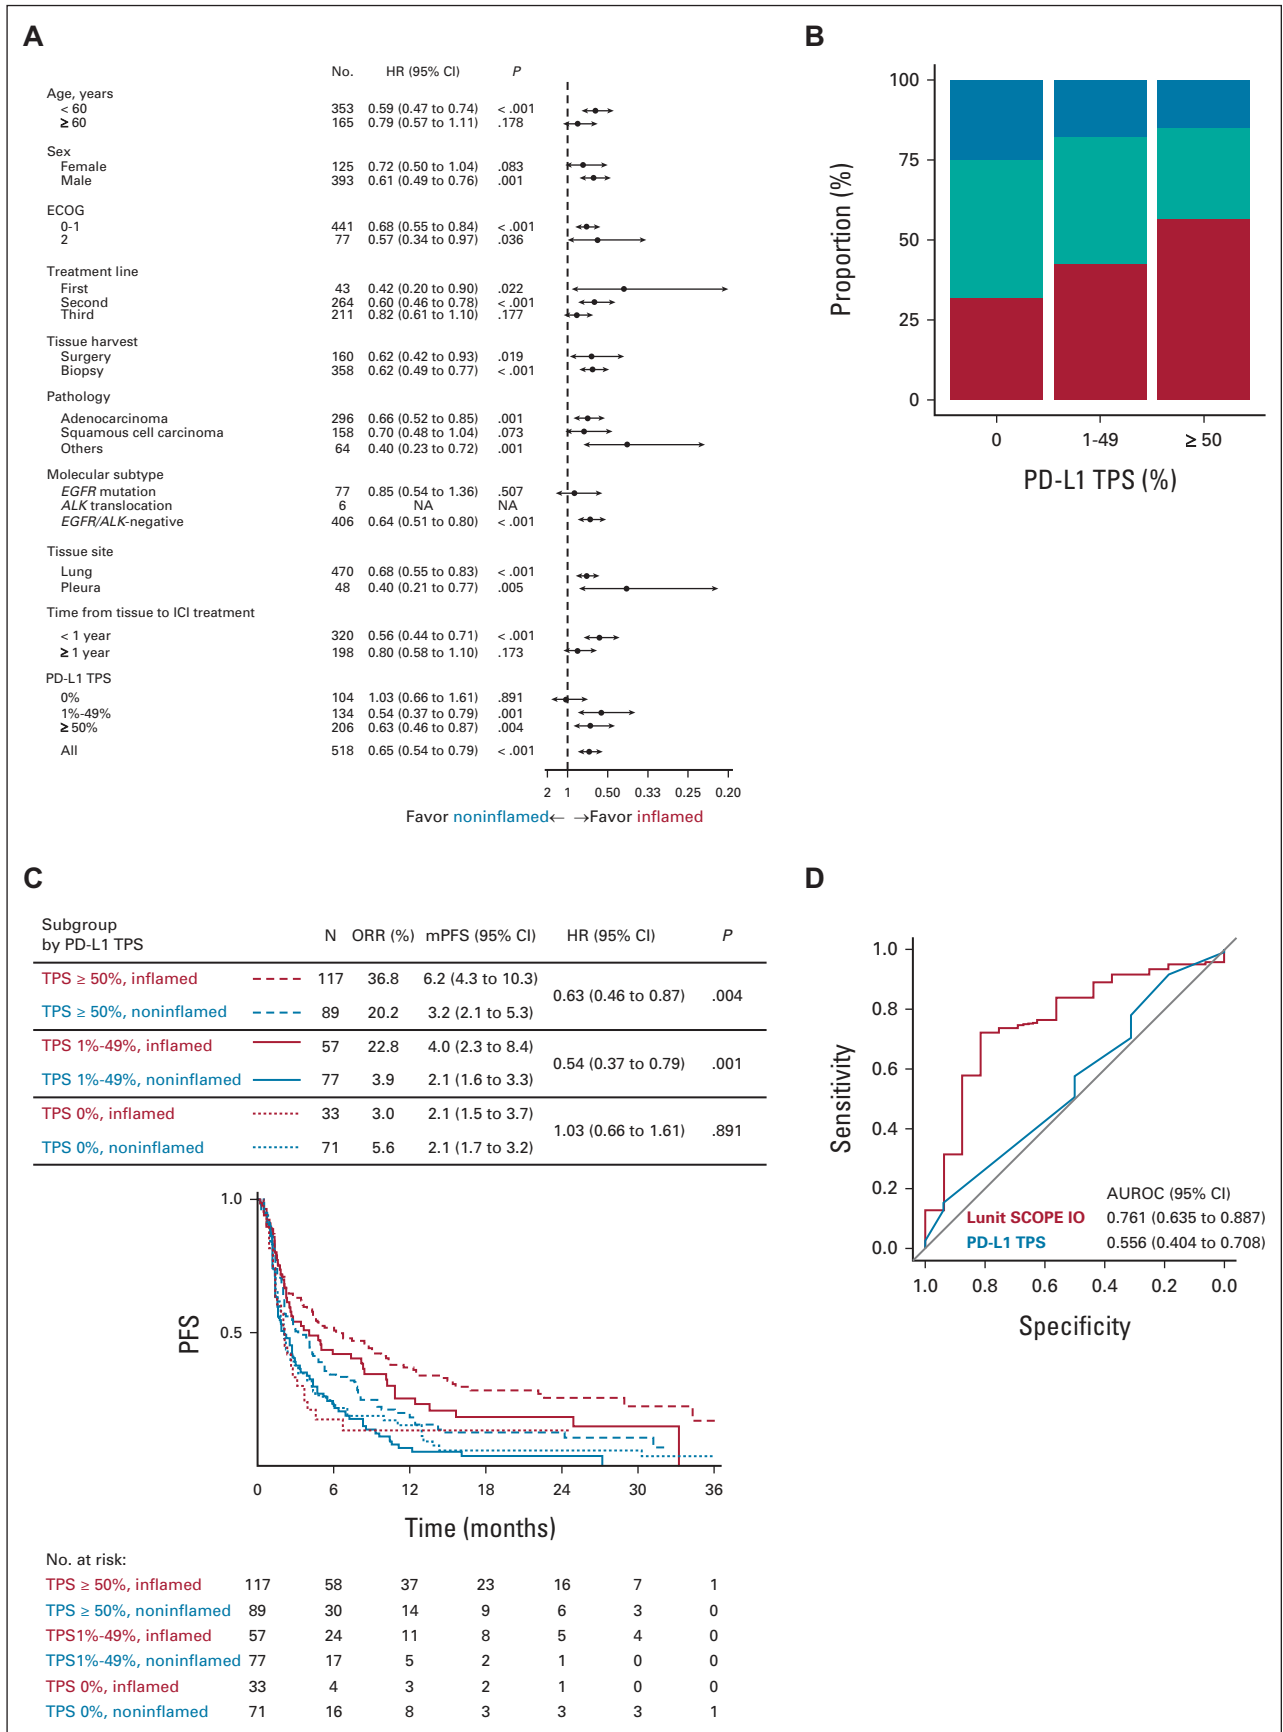 A
No. HR (95% CI) P
Age, years
< 60 353 0.59 (0.47 to 0.74) < .001
≥ 60 165 0.79 (0.57 to 1.11) .178
Sex
Female 125 0.72 (0.50 to 1.04) .083
Male 393 0.61 (0.49 to 0.76) .001
ECOG
0-1 441 0.68 (0.55 to 0.84) < .001
2 77 0.57 (0.34 to 0.97) .036
Treatment line
First 43 0.42 (0.20 to 0.90) .022
Second 264 0.60 (0.46 to 0.78) < .001
Third 211 0.82 (0.61 to 1.10) .177
Tissue harvest
Surgery 160 0.62 (0.42 to 0.93) .019
Biopsy 358 0.62 (0.49 to 0.77) < .001
Pathology
Adenocarcinoma 296 0.66 (0.52 to 0.85) .001
Squamous cell carcinoma 158 0.70 (0.48 to 1.04) .073
Others 64 0.40 (0.23 to 0.72) .001
Molecular subtype
EGFR mutation 77 0.85 (0.54 to 1.36) .507
ALK translocation 6 NA NA
EGFR/ALK-negative 406 0.64 (0.51 to 0.80) < .001
Tissue site
Lung 470 0.68 (0.55 to 0.83) < .001
Pleura 48 0.40 (0.21 to 0.77) .005
Time from tissue to ICI treatment
< 1 year 320 0.56 (0.44 to 0.71) < .001
≥ 1 year 198 0.80 (0.58 to 1.10) .173
PD-L1 TPS
0% 104 1.03 (0.66 to 1.61) .891
1%-49% 134 0.54 (0.37 to 0.79) .001
≥ 50% 206 0.63 (0.46 to 0.87) .004
All 518 0.65 (0.54 to 0.79) < .001
2 1 0.50 0.33 0.25 0.20
Favor noninflamed← →Favor inflamed
B
Proportion (%)
100
75
50
25
0
0 1-49 ≥ 50
PD-L1 TPS (%)
C
Subgroup
by PD-L1 TPS N ORR (%) mPFS (95% CI) HR (95% CI) P
TPS ≥ 50%, inflamed 117 36.8 6.2 (4.3 to 10.3)
0.63 (0.46 to 0.87) .004
TPS ≥ 50%, noninflamed 89 20.2 3.2 (2.1 to 5.3)
TPS 1%-49%, inflamed 57 22.8 4.0 (2.3 to 8.4)
0.54 (0.37 to 0.79) .001
TPS 1%-49%, noninflamed 77 3.9 2.1 (1.6 to 3.3)
TPS 0%, inflamed 33 3.0 2.1 (1.5 to 3.7)
1.03 (0.66 to 1.61) .891
TPS 0%, noninflamed 71 5.6 2.1 (1.7 to 3.2)
PFS
1.0
0.5
0 6 12 18 24 30 36
Time (months)
No. at risk:
TPS ≥ 50%, inflamed 117 58 37 23 16 7 1
TPS ≥ 50%, noninflamed 89 30 14 9 6 3 0
TPS1%-49%, inflamed 57 24 11 8 5 4 0
TPS1%-49%, noninflamed 77 17 5 2 1 0 0
TPS 0%, inflamed 33 4 3 2 1 0 0
TPS 0%, noninflamed 71 16 8 3 3 3 1
D
Sensitivity
1.0
0.8
0.6
0.4
0.2
0.0
AUROC (95% CI)
Lunit SCOPE IO 0.761 (0.635 to 0.887)
PD-L1 TPS 0.556 (0.404 to 0.708)
1.0 0.8 0.6 0.4 0.2 0.0
Specificity